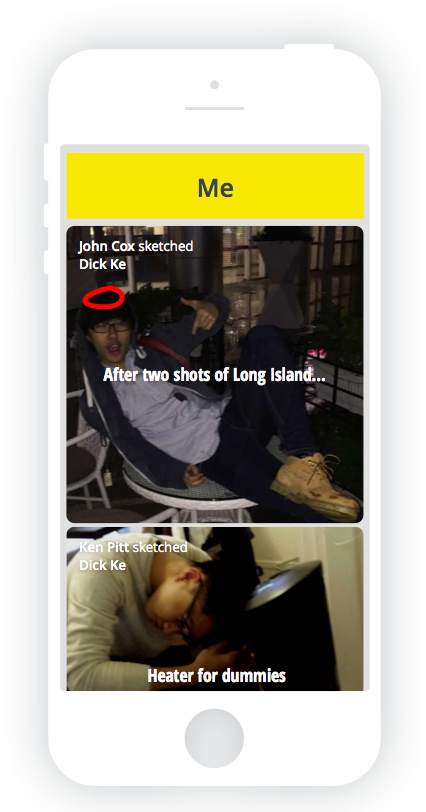 Me
John Cox sketched
Dick Ke
After two shots of Long Island...
Ken Pitt sketched
Dick Ke
Heater for dummies